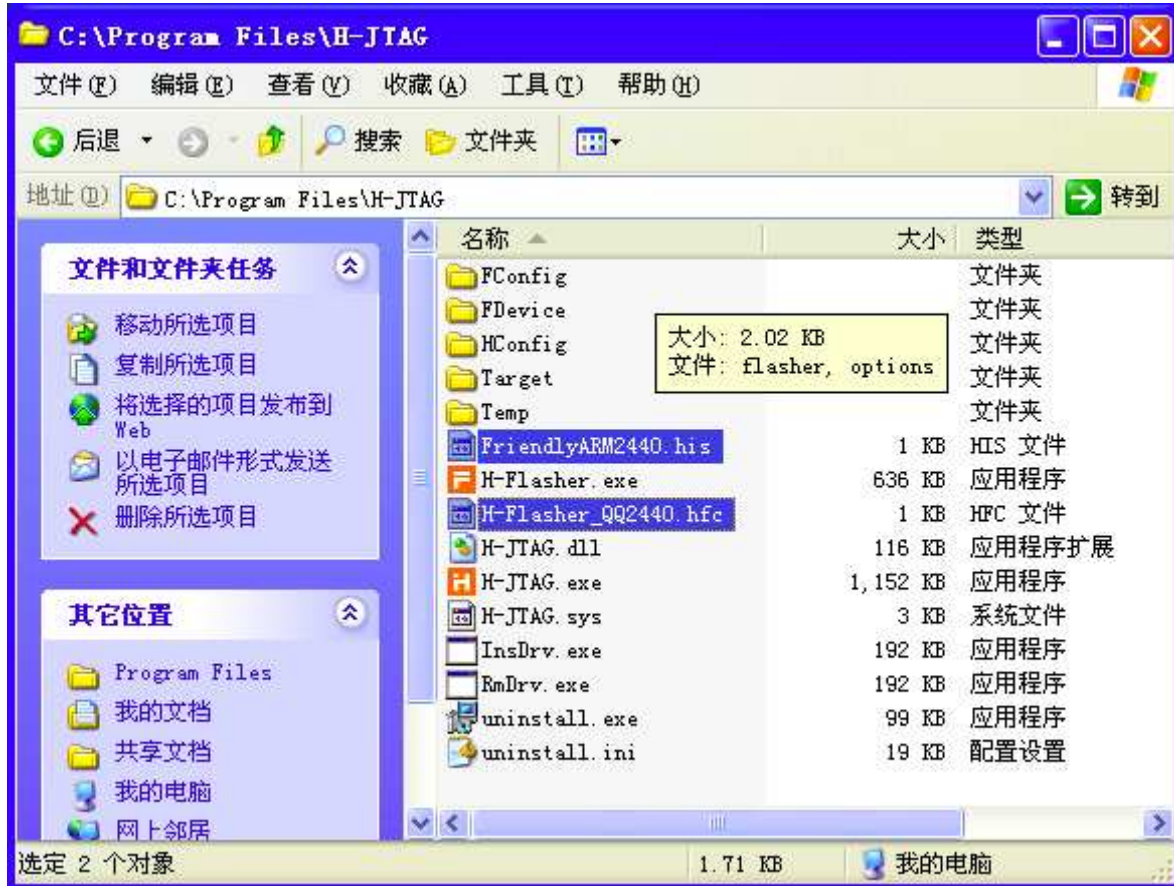 C:\Program Files\H-JTAG
文件(F) 编辑(E) 查看(V) 收藏(A) 工具(T) 帮助(H)
后退 搜索 文件夹
地址(D) C:\Program Files\H-JTAG 转到
文件和文件夹任务
移动所选项目
复制所选项目
将选择的项目发布到
Web
以电子邮件形式发送
所选项目
删除所选项目
其它位置
Program Files
我的文档
共享文档
我的电脑
网上邻居
名称 大小 类型
FConfig 文件夹
FDevice 文件夹
HConfig 文件夹
Target 文件夹
Temp 文件夹
FriendlyARM2440.his 1 KB HIS 文件
H-Flasher.exe 636 KB 应用程序
H-Flasher_QQ2440.hfc 1 KB HFC 文件
H-JTAG.dll 116 KB 应用程序扩展
H-JTAG.exe 1,152 KB 应用程序
H-JTAG.sys 3 KB 系统文件
InsDrv.exe 192 KB 应用程序
RmDrv.exe 192 KB 应用程序
uninstall.exe 99 KB 应用程序
uninstall.ini 19 KB 配置设置
大小: 2.02 KB
文件: flasher, options
选定 2 个对象 1.71 KB 我的电脑